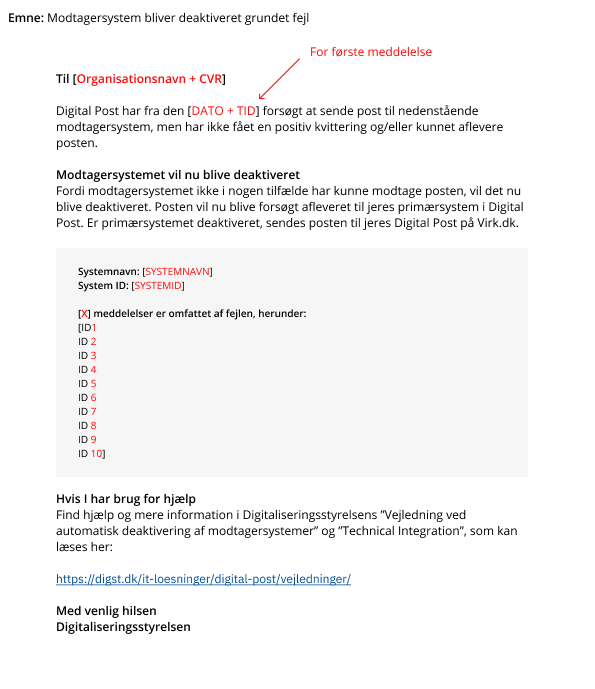 Emne: Modtagersystem bliver deaktiveret grundet fejl
For første meddelelse
Til [Organisationsnavn + CVR]
Digital Post har fra den [DATO + TID] forsøgt at sende post til nedenstående
modtagersystem, men har ikke fået en positiv kvittering og/eller kunnet aflevere
posten.
Modtagersystemet vil nu blive deaktiveret
Fordi modtagersystemet ikke i nogen tilfælde har kunne modtage posten, vil det nu
blive deaktiveret. Posten vil nu blive forsøgt afleveret til jeres primærsystem i Digital
Post. Er primærsystemet deaktiveret, sendes posten til jeres Digital Post på Virk.dk.
Systemnavn: [SYSTEMNAVN]
System ID: [SYSTEMID]
[X] meddelelser er omfattet af fejlen, herunder:
[ID1
ID 2
ID 3
ID 4
ID 5
ID 6
ID 7
ID 8
ID 9
ID 10]
Hvis I har brug for hjælp
Find hjælp og mere information i Digitaliseringsstyrelsens ”Vejledning ved
automatisk deaktivering af modtagersystemer” og ”Technical Integration”, som kan
læses her:
https://digst.dk/it-loesninger/digital-post/vejledninger/
Med venlig hilsen
Digitaliseringsstyrelsen